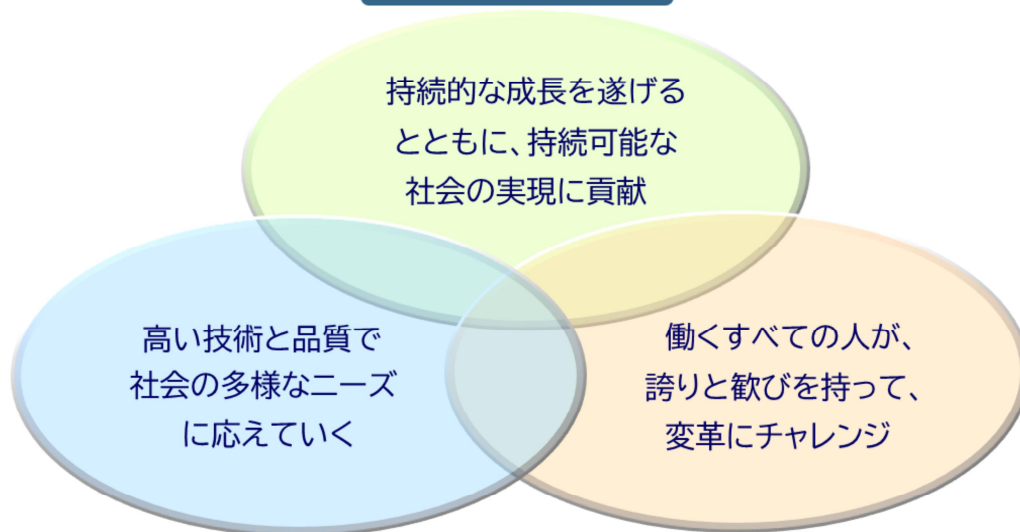 持続的な成長を遂げる
とともに、持続可能な
社会の実現に貢献
高い技術と品質で
社会の多様なニーズ
に応えていく
働くすべての人が、
誇りと歓びを持って、
変革にチャレンジ